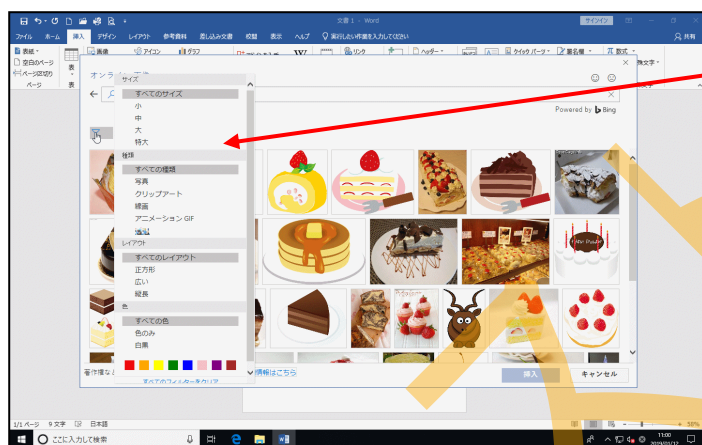 文書 1 - Word
サインイン
ファイル ホーム 挿入 デザイン レイアウト 参考資料 差し込み文書 校閲 表示 ヘルプ 実行したい作業を入力してください 共有
表紙
空白のページ
ページ区切り
ページ
表
表
画像
アイコン
グラフ
W
リンク
ヘッダー
クイック パーツ
署名欄
π 数式
オンライン
Powered by Bing
サイズ
すべてのサイズ
小
中
大
特大
種類
すべての種類
写真
クリップアート
線画
アニメーション GIF
透明
レイアウト
すべてのレイアウト
正方形
広い
縦長
色
すべての色
色のみ
白黒
すべてのフィルターをクリア
情報はこちら
挿入 キャンセル
1/1 ページ 9 文字 日本語
58%
ここに入力して検索
11:00
2019/01/12